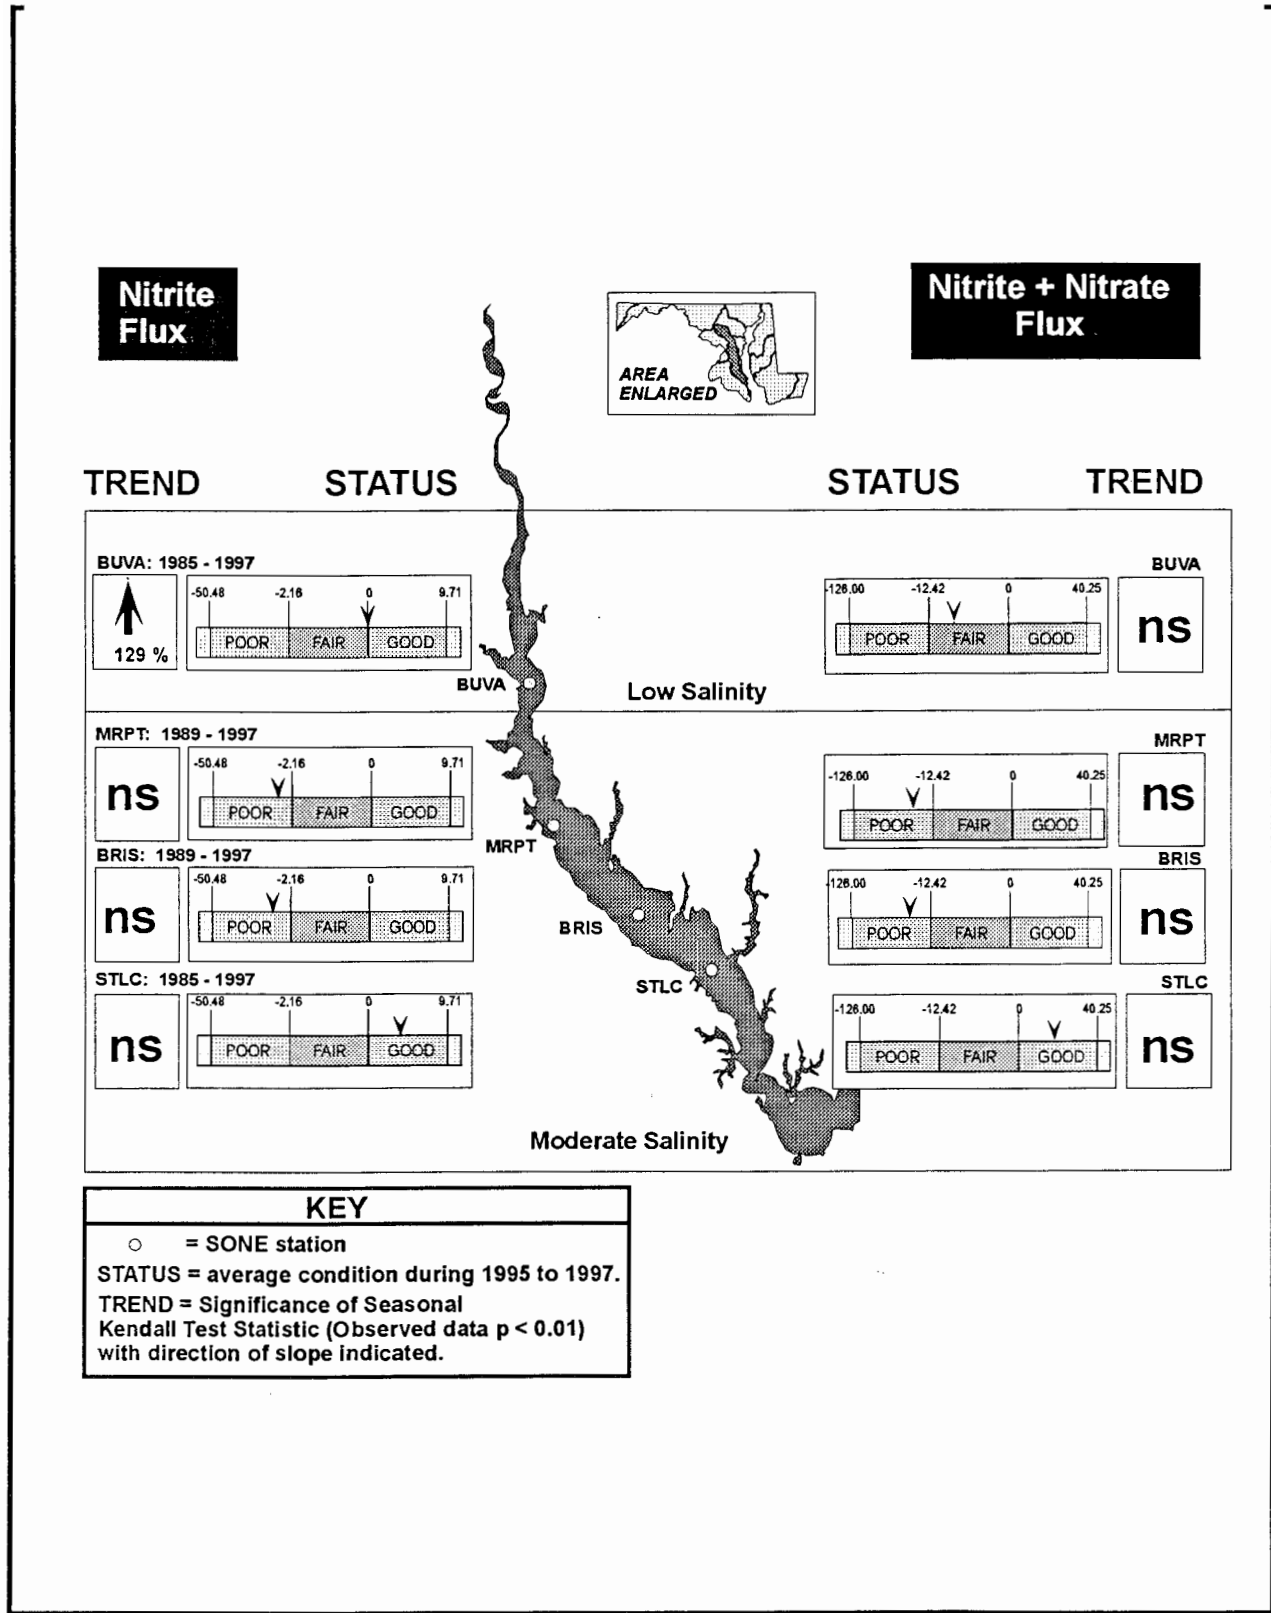 Nitrite
Flux
Nitrite + Nitrate
Flux
AREA
ENLARGED
TREND STATUS STATUS TREND
BUVA: 1985 - 1997
129 %
-50.48 -2.16 0 9.71
POOR FAIR GOOD
BUVA
-126.00 -12.42 0 40.25
POOR FAIR GOOD
ns
BUVA
Low Salinity
MRPT: 1989 - 1997
ns
-50.48 -2.16 0 9.71
POOR FAIR GOOD
MRPT
-126.00 -12.42 0 40.25
POOR FAIR GOOD
ns
MRPT
BRIS: 1989 - 1997
ns
-50.48 -2.16 0 9.71
POOR FAIR GOOD
BRIS
-126.00 -12.42 0 40.25
POOR FAIR GOOD
ns
BRIS
STLC: 1985 - 1997
ns
-50.48 -2.16 0 9.71
POOR FAIR GOOD
STLC
-126.00 -12.42 0 40.25
POOR FAIR GOOD
ns
STLC
Moderate Salinity
KEY
= SONE station
STATUS = average condition during 1995 to 1997.
TREND = Significance of Seasonal
Kendall Test Statistic (Observed data p < 0.01)
with direction of slope indicated.